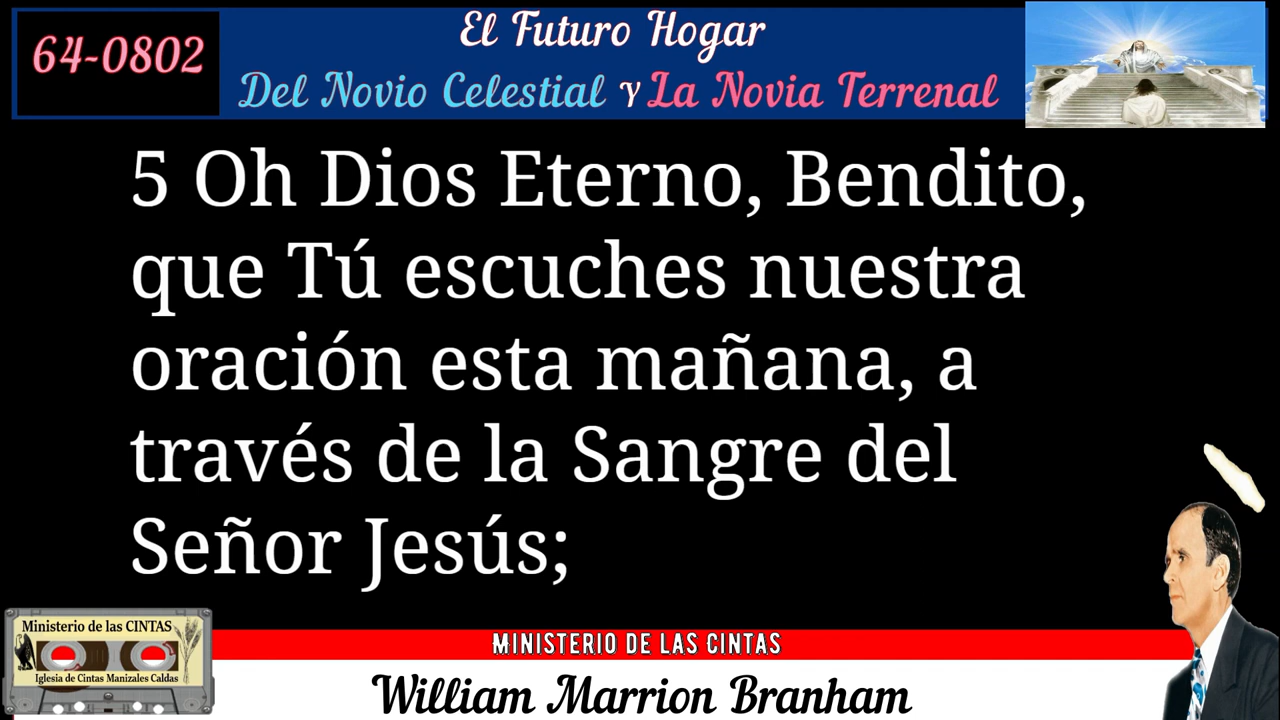 64-0802
El Futuro Hogar
Del Novio Celestial Y La Novia Terrenal
5 Oh Dios Eterno, Bendito,
que Tú escuches nuestra
oración esta mañana, a
través de la Sangre del
Señor Jesús;
Ministerio de las CINTAS
Iglesia de Cintas Manizales Caldas
MINISTERIO DE LAS CINTAS
William Marrion Branham